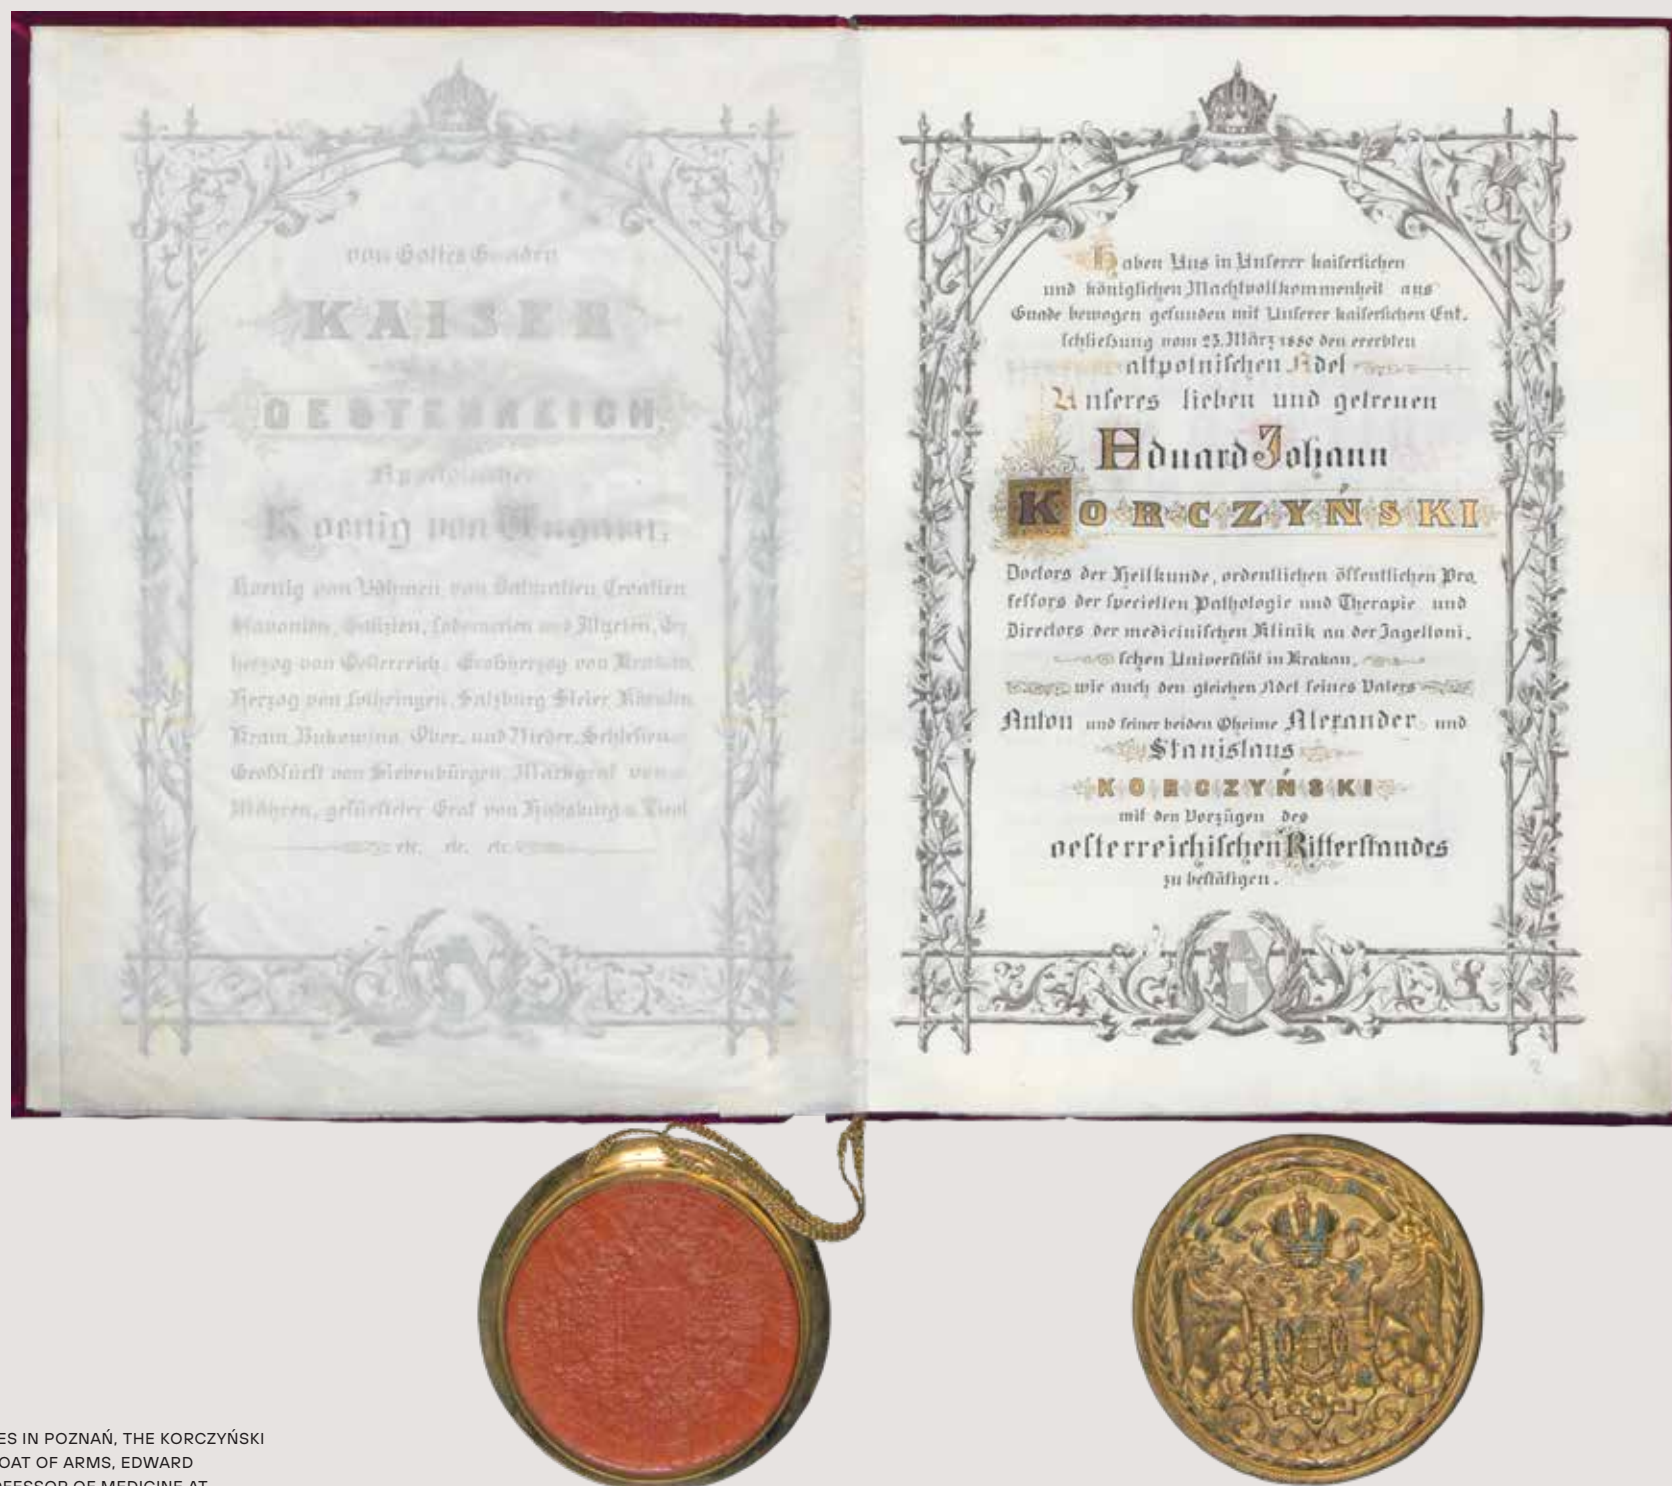 von Gottes Gnaden
KAISER
OESTERREICH
Apostolischer
Koenig von Ungarn,
Koenig von Böhmen von Dalmatien Croatien
Slavonien, Galizien, Lodomerien und Illyrien, Erz
herzog von Oesterreich, Großherzog von Krakau,
Herzog von Lothringen, Salzburg Steier Kärnthn
Krain, Bukowina, Ober- und Nieder-Schlesien
Großfürst von Siebenbürgen, Markgraf von
Mähren, gefürsteter Graf von Habsburg u. Tirol
etc. etc. etc.
Haben Uns in Unserer kaiserlichen
und königlichen Machtvollkommenheit aus
Gnade bewogen gefunden mit Unserer kaiserlichen Ent-
schließung vom 23. März 1880 den ererbten
altpolnischen Adel
Unseres lieben und getreuen
Eduard Johann
KORCZYŃSKI
Doctors der Heilkunde, ordentlichen öffentlichen Pro-
fessors der speciellen Pathologie und Therapie und
Directors der medicinischen Klinik an der Jagelloni-
schen Universität in Krakau,
wie auch den gleichen Adel seines Vaters
Anton und seiner beiden Oheime Alexander und
Stanislaus
KORCZYŃSKI
mit den Vorzügen des
oesterreichischen Ritterstandes
zu bestätigen.
2
ES IN POZNAŃ, THE KORCZYŃSKI
OAT OF ARMS, EDWARD
OFESSOR OF MEDICINE AT